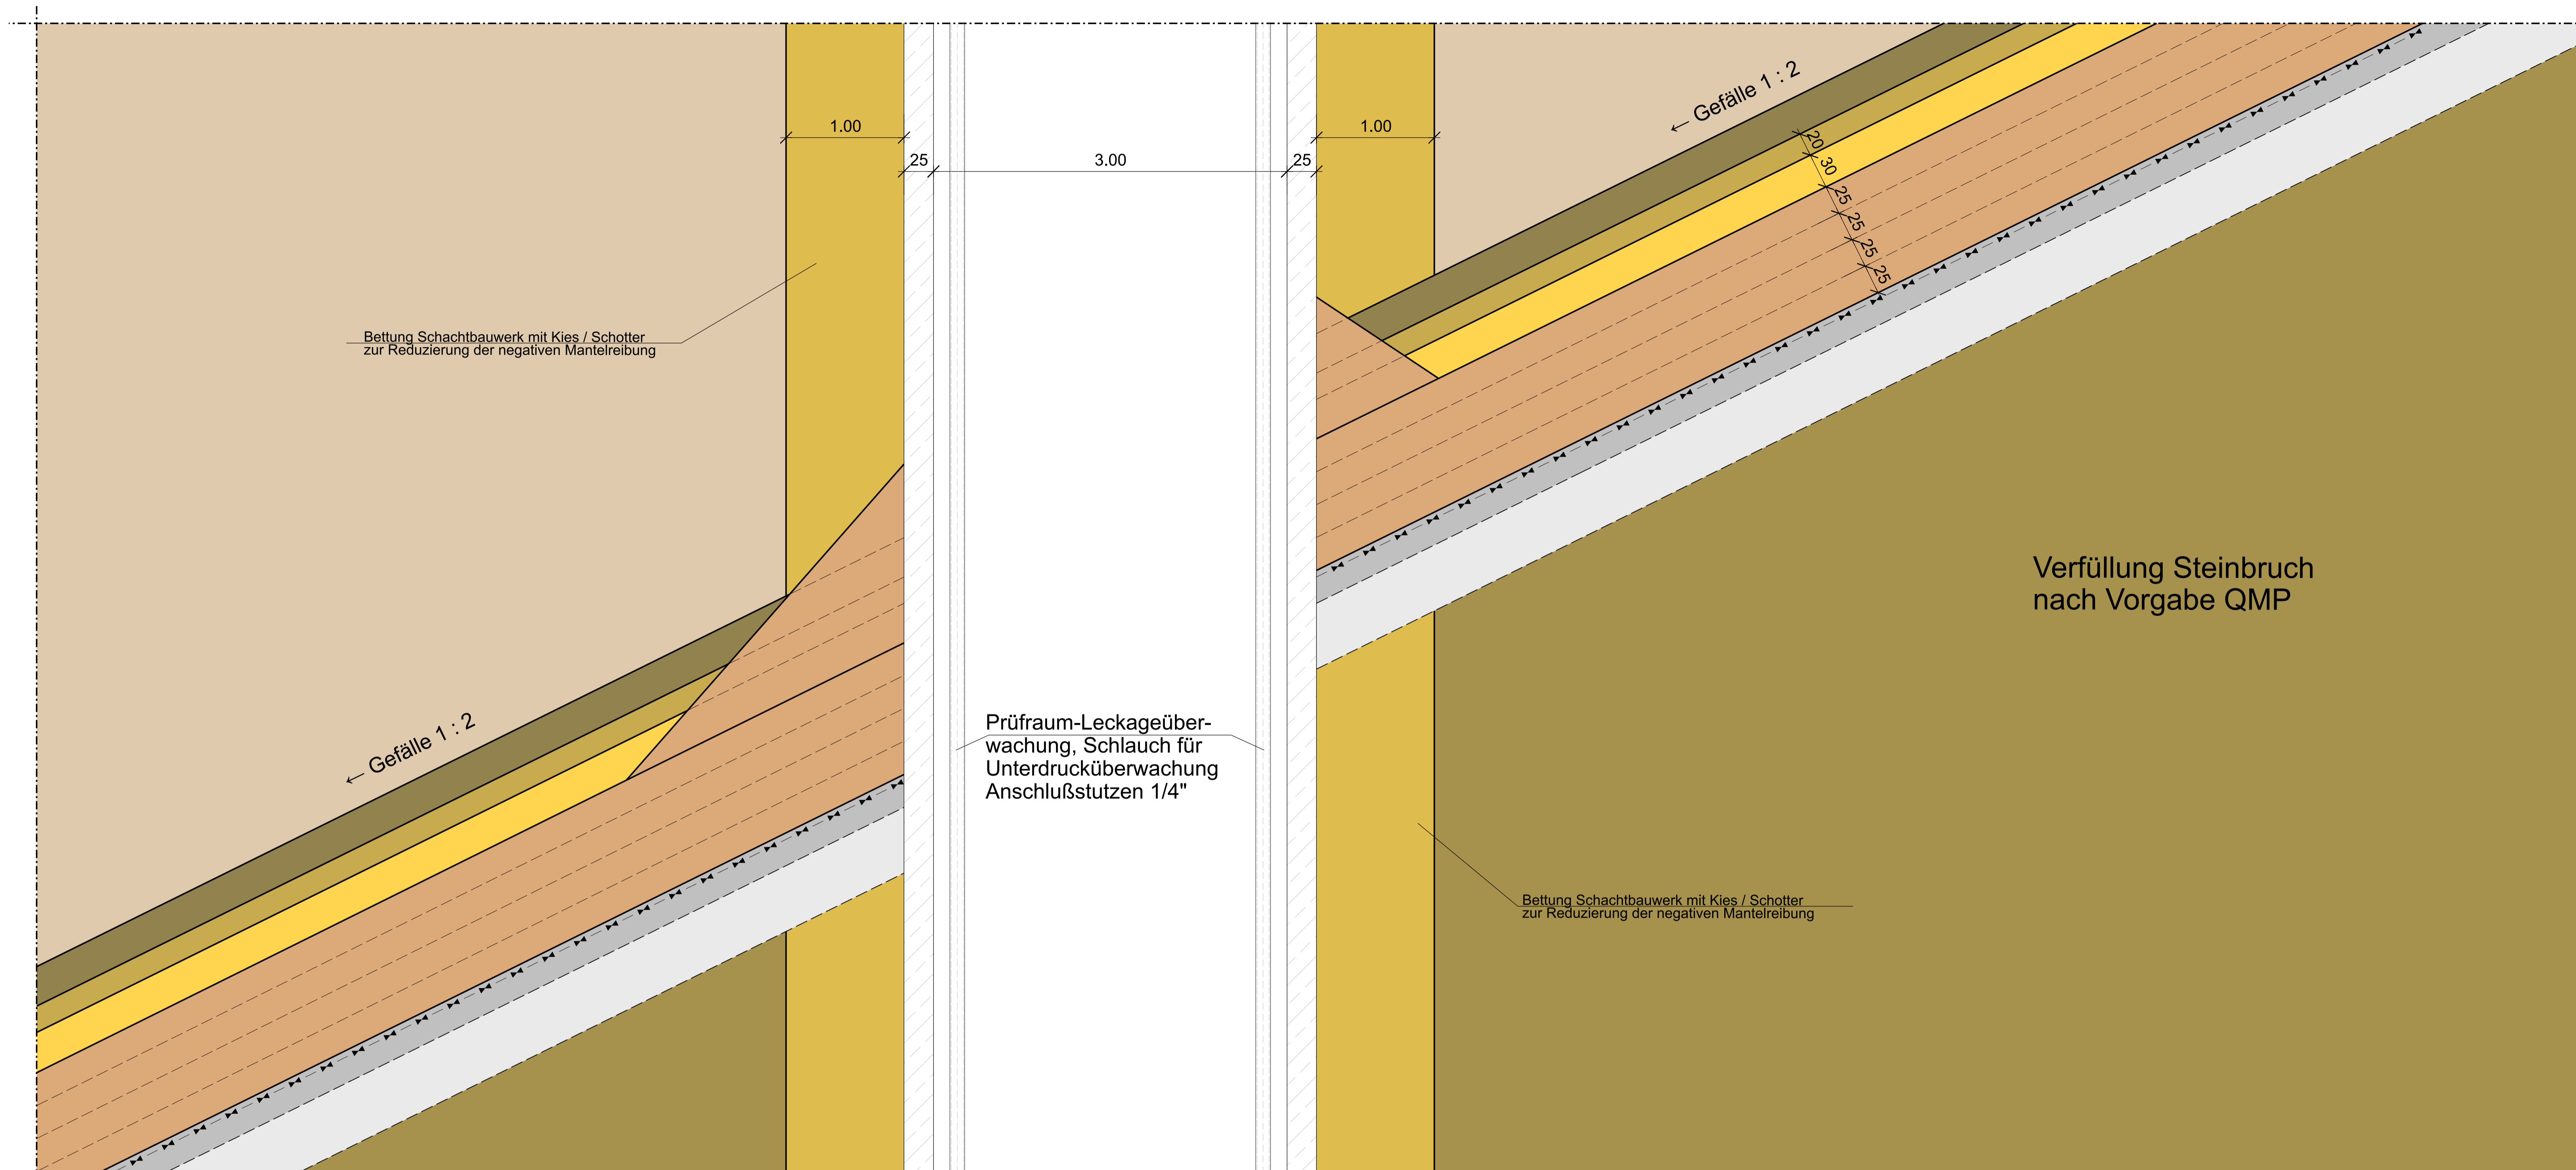 ← Gefälle 1 : 2
1.00
1.00
25
3.00
25
20
30
25
25
25
25
Bettung Schachtbauwerk mit Kies / Schotter
zur Reduzierung der negativen Mantelreibung
Verfüllung Steinbruch
nach Vorgabe QMP
← Gefälle 1 : 2
Prüfraum-Leckageüber-
wachung, Schlauch für
Unterdrucküberwachung
Anschlußstutzen 1/4"
Bettung Schachtbauwerk mit Kies / Schotter
zur Reduzierung der negativen Mantelreibung